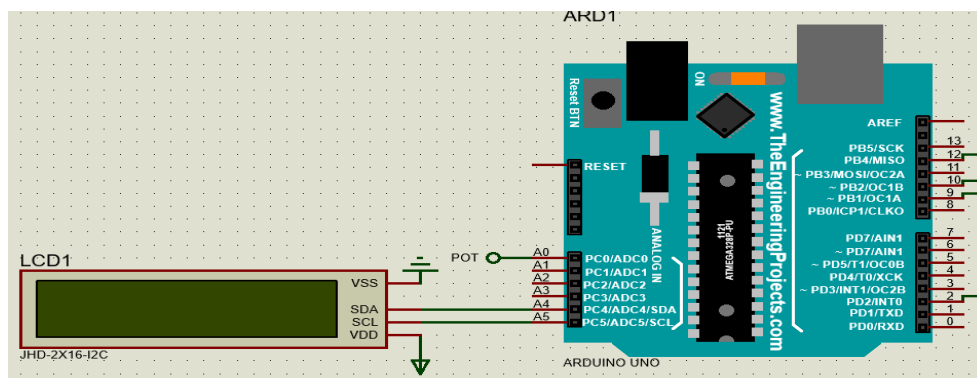 ARD1
Reset BTN
ON
www.TheEngineeringProjects.com
AREF
PB5/SCK 13
PB4/MISO 12
~ PB3/MOSI/OC2A 11
~ PB2/OC1B 10
~ PB1/OC1A 9
PB0/ICP1/CLKO 8
RESET
1121
ATMEGA328P-PU
ANALOG IN
PD7/AIN1 7
~ PD7/AIN1 6
~ PD5/T1/OC0B 5
PD4/T0/XCK 4
~ PD3/INT1/OC2B 3
PD2/INT0 2
PD1/TXD 1
PD0/RXD 0
POT A0 PC0/ADC0
A1 PC1/ADC1
A2 PC2/ADC2
A3 PC3/ADC3
A4 PC4/ADC4/SDA
A5 PC5/ADC5/SCL
ARDUINO UNO
LCD1
VSS
SDA
SCL
VDD
JHD-2X16-I2C